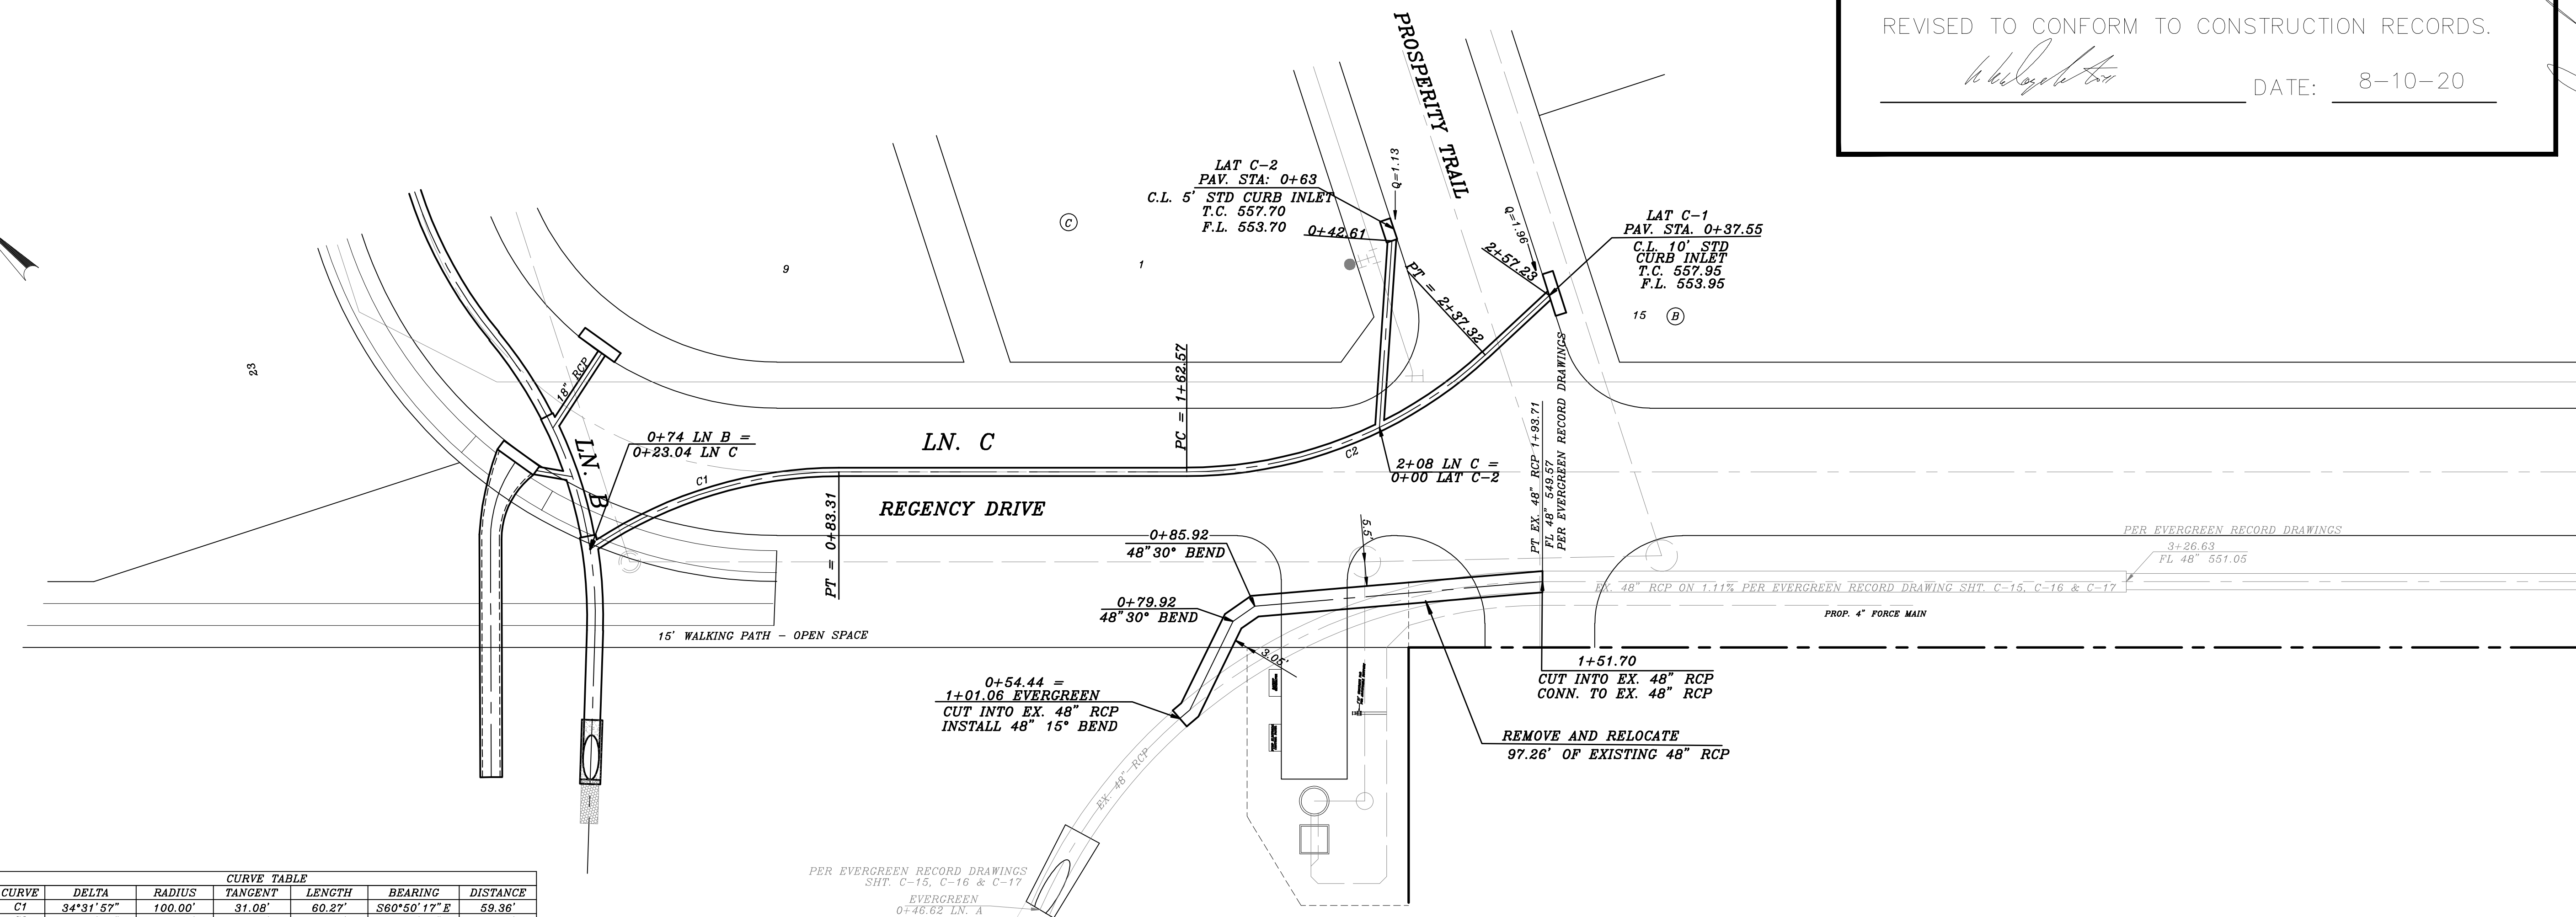 REVISED TO CONFORM TO CONSTRUCTION RECORDS.
DATE: 8-10-20
PROSPERITY TRAIL
LAT C-2
PAV. STA: 0+63
C.L. 5' STD CURB INLET
T.C. 557.70
F.L. 553.70
0+42.61
Q=1.13
Q=1.96
2+57.23
PT = 2+37.32
LAT C-1
PAV. STA. 0+37.55
C.L. 10' STD
CURB INLET
T.C. 557.95
F.L. 553.95
15
B
C
9
1
23
18" RCP
LN. B
0+74 LN B =
0+23.04 LN C
C1
LN. C
PC = 1+62.57
PT = 0+83.31
REGENCY DRIVE
C2
2+08 LN C =
0+00 LAT C-2
PT EX. 48" RCP 1+93.71
FL 48" 549.57
PER EVERGREEN RECORD DRAWINGS
5.5'
0+85.92
48"30° BEND
0+79.92
48"30° BEND
3.05'
PER EVERGREEN RECORD DRAWINGS
3+26.63
FL 48" 551.05
EX. 48" RCP ON 1.11% PER EVERGREEN RECORD DRAWING SHT. C-15, C-16 & C-17
PROP. 4" FORCE MAIN
15' WALKING PATH - OPEN SPACE
0+54.44 =
1+01.06 EVERGREEN
CUT INTO EX. 48" RCP
INSTALL 48" 15° BEND
1+51.70
CUT INTO EX. 48" RCP
CONN. TO EX. 48" RCP
REMOVE AND RELOCATE
97.26' OF EXISTING 48" RCP
EX. 48" RCP
PER EVERGREEN RECORD DRAWINGS
SHT. C-15, C-16 & C-17
EVERGREEN
0+46.62 LN. A
CURVE TABLE
CURVE DELTA RADIUS TANGENT LENGTH BEARING DISTANCE
C1 34°31'57" 100.00' 31.08' 60.27' S60°50'17"E 59.36'